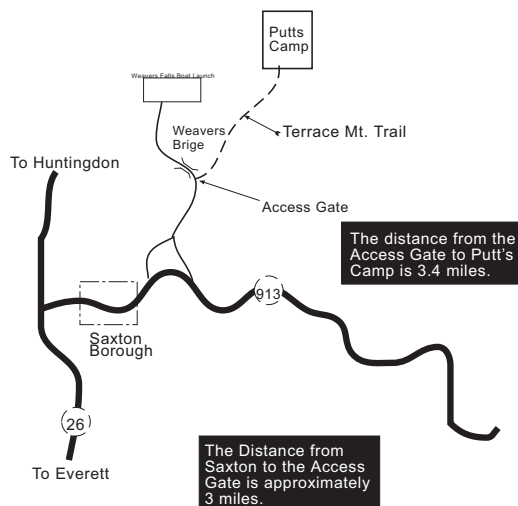 Putts
Camp
Weavers Falls Boat Launch
Weavers
Brige
Terrace Mt. Trail
To Huntingdon
Access Gate
The distance from the
Access Gate to Putt's
Camp is 3.4 miles.
913
Saxton
Borough
26
The Distance from
Saxton to the Access
Gate is approximately
3 miles.
To Everett